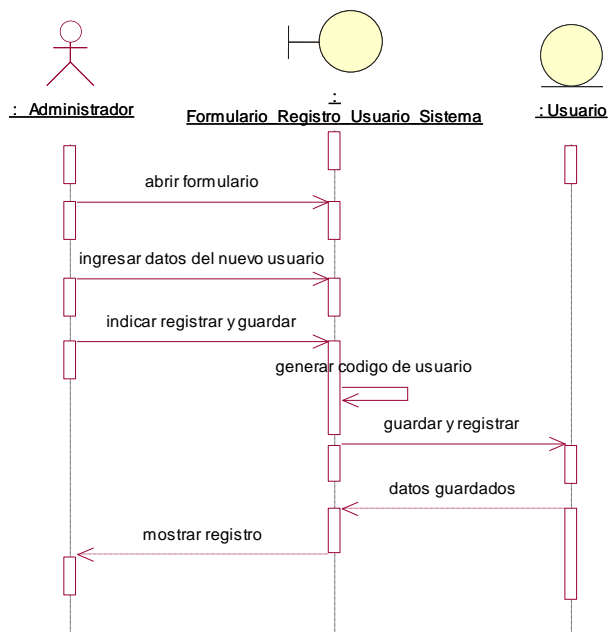 : Administrador
:
Formulario_Registro_Usuario_Sistema
: Usuario
abrir formulario
ingresar datos del nuevo usuario
indicar registrar y guardar
generar codigo de usuario
guardar y registrar
datos guardados
mostrar registro